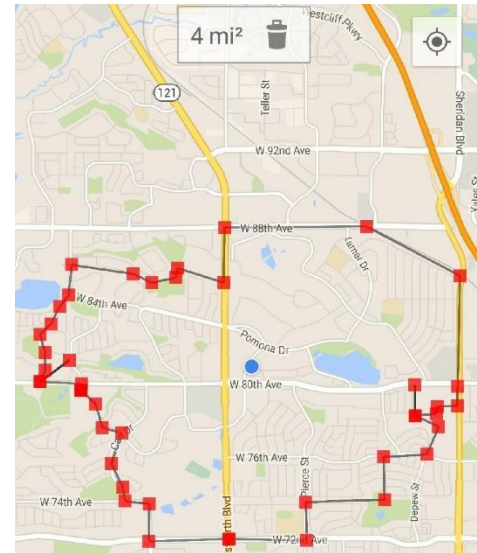 4 mi²
Westcliff Pkwy
121
Teller St
Sheridan Blvd
Yates St
W 92nd Ave
W 88th Ave
Lamar Dr
W 84th Ave
Pomona Dr
W 80th Ave
W 76th Ave
Pierce St
W 74th Ave
Depew St
W 72nd Ave